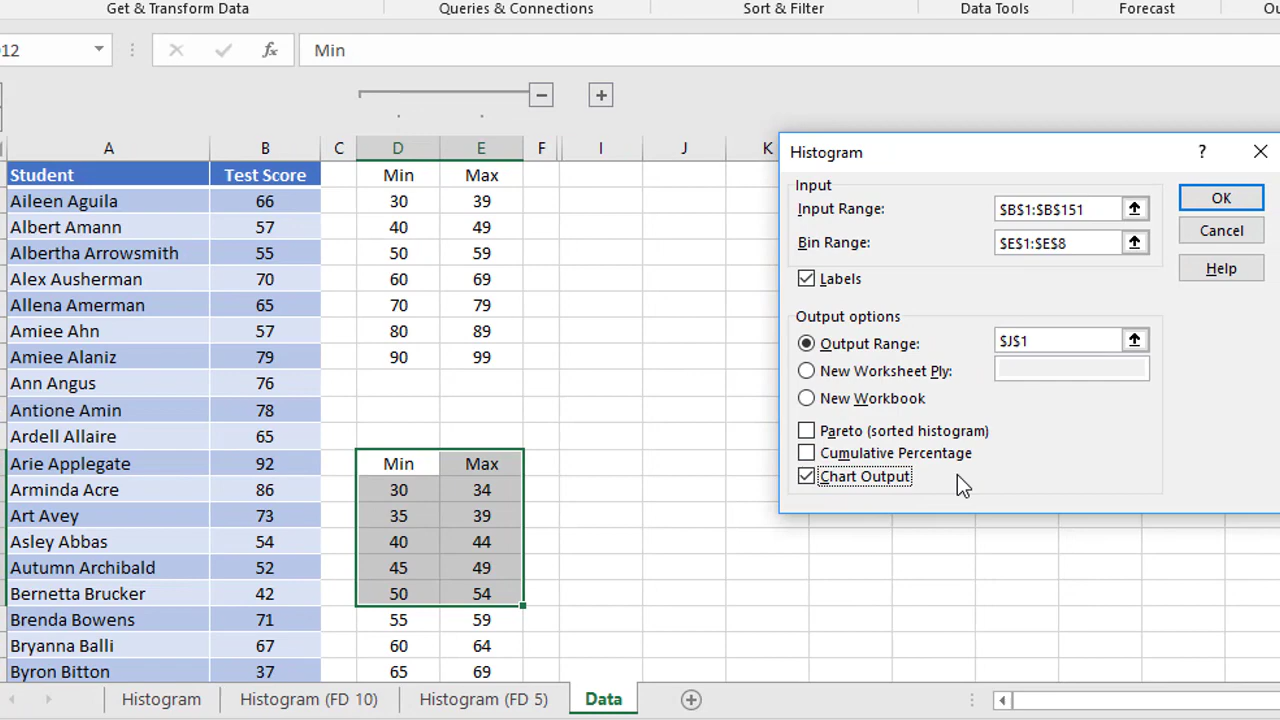 Get & Transform Data Queries & Connections Sort & Filter Data Tools Forecast
12 fx Min
A B C D E F I J K
Student Test Score Min Max
Aileen Aguila 66 30 39
Albert Amann 57 40 49
Albertha Arrowsmith 55 50 59
Alex Ausherman 70 60 69
Allena Amerman 65 70 79
Amiee Ahn 57 80 89
Amiee Alaniz 79 90 99
Ann Angus 76
Antione Amin 78
Ardell Allaire 65
Arie Applegate 92 Min Max
Arminda Acre 86 30 34
Art Avey 73 35 39
Asley Abbas 54 40 44
Autumn Archibald 52 45 49
Bernetta Brucker 42 50 54
Brenda Bowens 71 55 59
Bryanna Balli 67 60 64
Byron Bitton 37 65 69
Histogram ?
Input
Input Range: $B$1:$B$151 OK
Bin Range: $E$1:$E$8 Cancel
Labels Help
Output options
Output Range: $J$1
New Worksheet Ply:
New Workbook
Pareto (sorted histogram)
Cumulative Percentage
Chart Output
Histogram Histogram (FD 10) Histogram (FD 5) Data